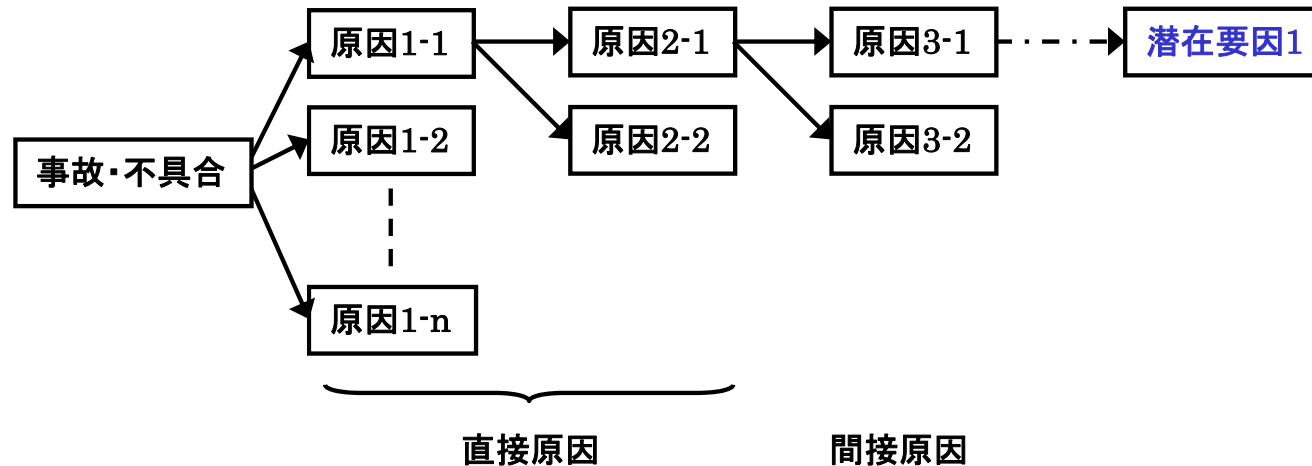 原因1-1
原因2-1
原因3-1
潜在要因1
原因1-2
原因2-2
原因3-2
事故・不具合
原因1-n
直接原因
間接原因